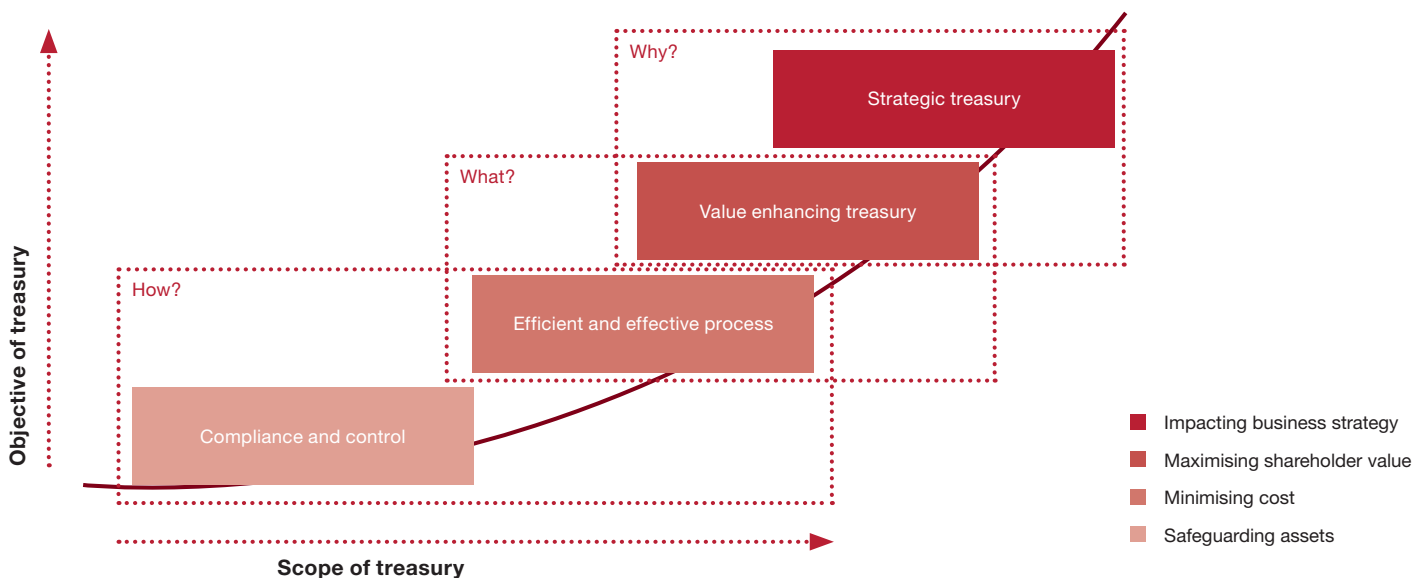 Why?
Strategic treasury
What?
Value enhancing treasury
How?
Efficient and effective process
Compliance and control
Objective of treasury
Scope of treasury
Impacting business strategy
Maximising shareholder value
Minimising cost
Safeguarding assets